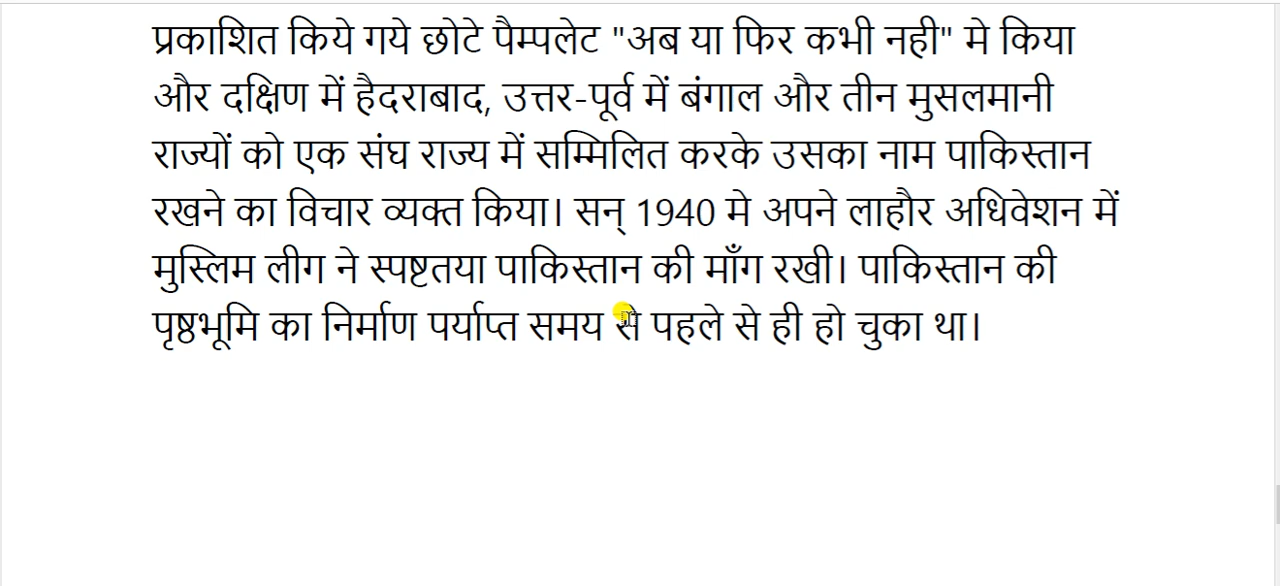 प्रकाशित किये गये छोटे पैम्पलेट "अब या फिर कभी नही" मे किया
और दक्षिण में हैदराबाद, उत्तर-पूर्व में बंगाल और तीन मुसलमानी
राज्यों को एक संघ राज्य में सम्मिलित करके उसका नाम पाकिस्तान
रखने का विचार व्यक्त किया। सन् 1940 मे अपने लाहौर अधिवेशन में
मुस्लिम लीग ने स्पष्टतया पाकिस्तान की माँग रखी। पाकिस्तान की
पृष्ठभूमि का निर्माण पर्याप्त समय से पहले से ही हो चुका था।